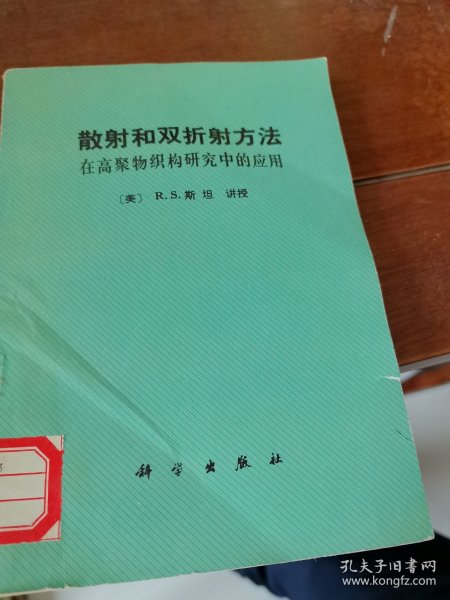 散射和双折射方法
在高聚物织构研究中的应用
〔美〕 R.S.斯坦 讲授
科学出版社
孔夫子旧书网
www.kongfz.com